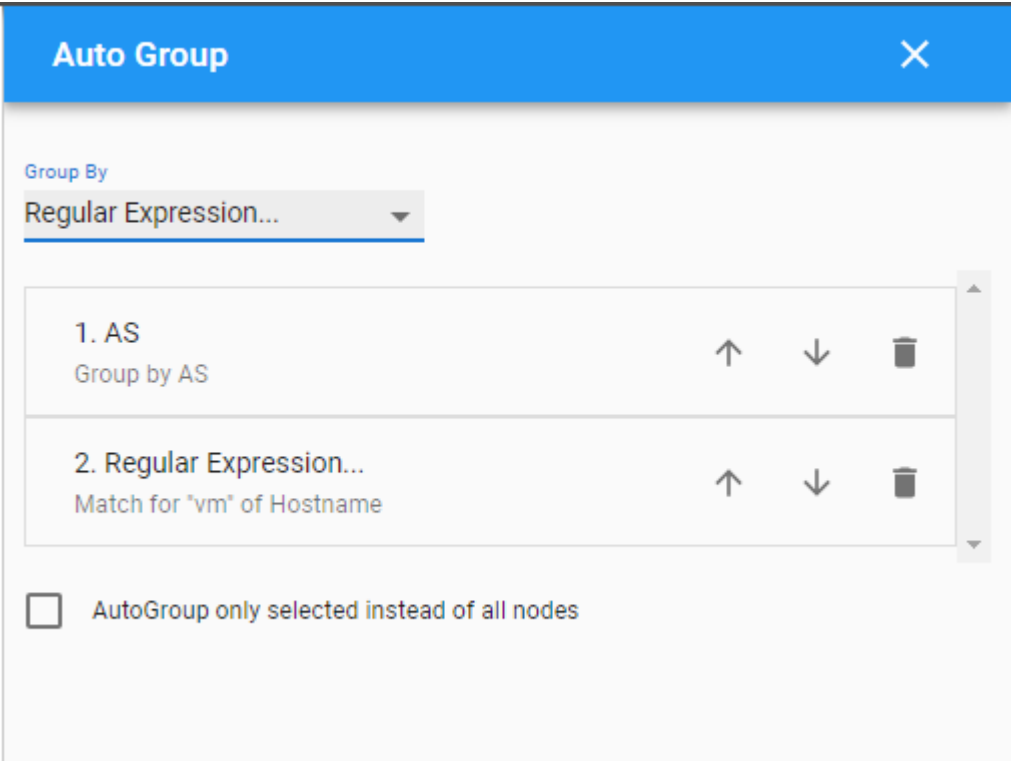 Auto Group
Group By
Regular Expression...
1. AS
Group by AS
2. Regular Expression...
Match for "vm" of Hostname
AutoGroup only selected instead of all nodes